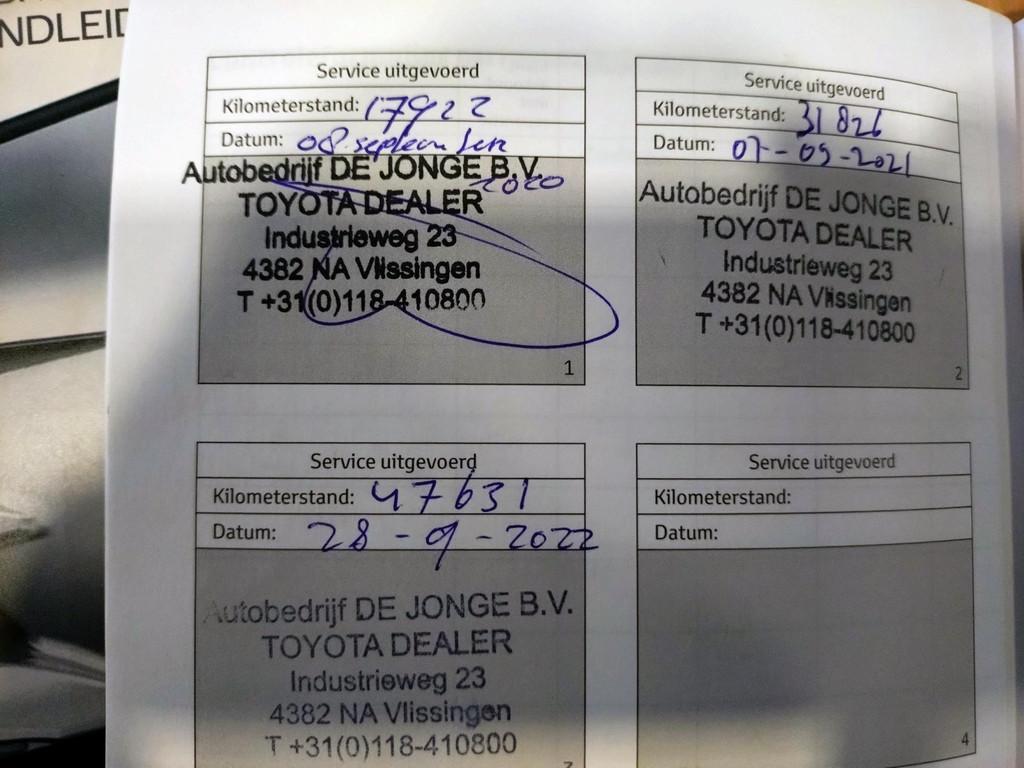 NDLEID
Service uitgevoerd
Kilometerstand: 17922
Datum: 08 september
2020
Autobedrijf DE JONGE B.V.
TOYOTA DEALER
Industrieweg 23
4382 NA Vlissingen
T +31(0)118-410800
1
Service uitgevoerd
Kilometerstand: 31826
Datum: 07-09-2021
Autobedrijf DE JONGE B.V.
TOYOTA DEALER
Industrieweg 23
4382 NA Vlissingen
T +31(0)118-410800
2
Service uitgevoerd
Kilometerstand: 47631
Datum: 28-9-2022
Autobedrijf DE JONGE B.V.
TOYOTA DEALER
Industrieweg 23
4382 NA Vlissingen
T +31(0)118-410800
Service uitgevoerd
Kilometerstand:
Datum:
4